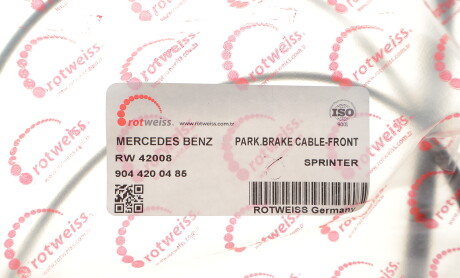 rotweiss
www.rotweiss.com.tr
ISO
9001
MERCEDES BENZ
PARK.BRAKE CABLE-FRONT
RW 42008
SPRINTER
904 420 04 85
ROTWEISS Germany